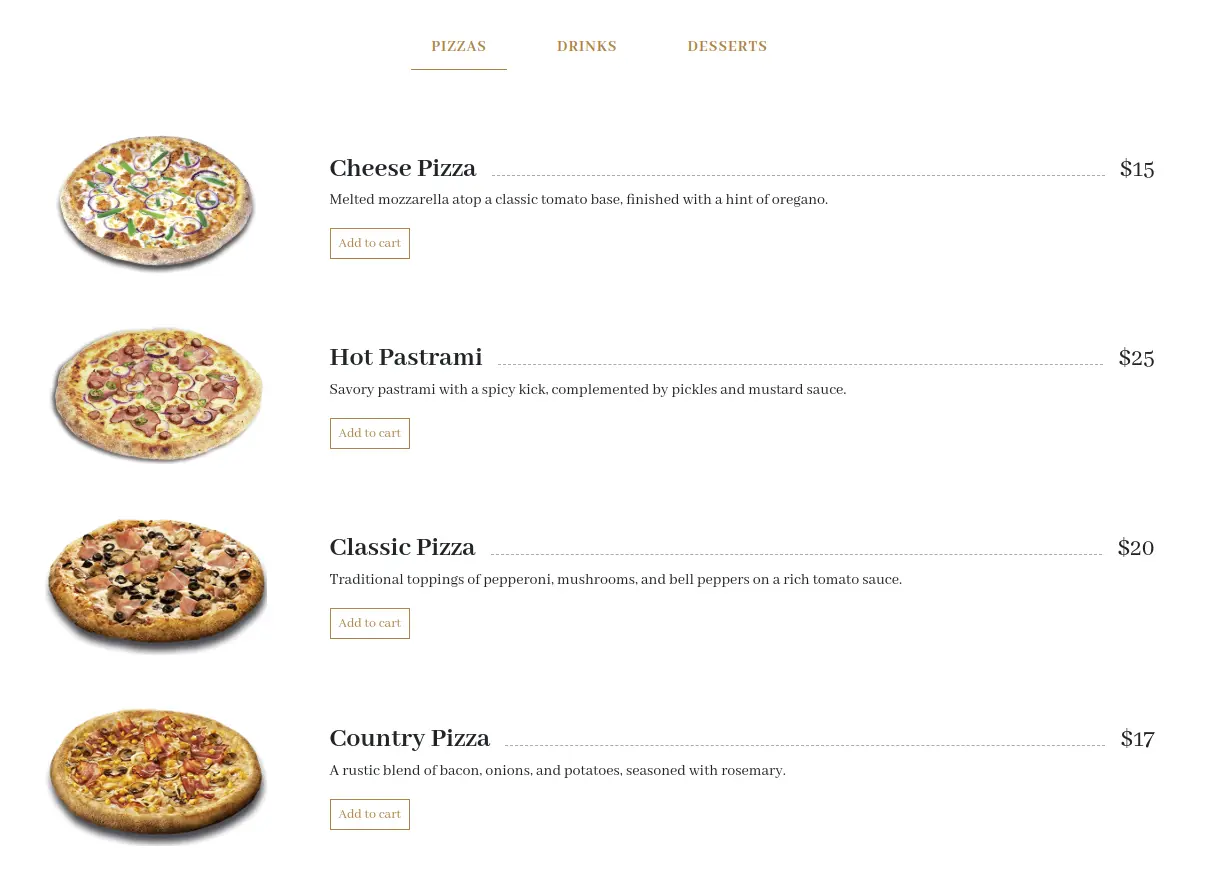 PIZZAS DRINKS DESSERTS
Cheese Pizza $15
Melted mozzarella atop a classic tomato base, finished with a hint of oregano.
Add to cart
Hot Pastrami $25
Savory pastrami with a spicy kick, complemented by pickles and mustard sauce.
Add to cart
Classic Pizza $20
Traditional toppings of pepperoni, mushrooms, and bell peppers on a rich tomato sauce.
Add to cart
Country Pizza $17
A rustic blend of bacon, onions, and potatoes, seasoned with rosemary.
Add to cart